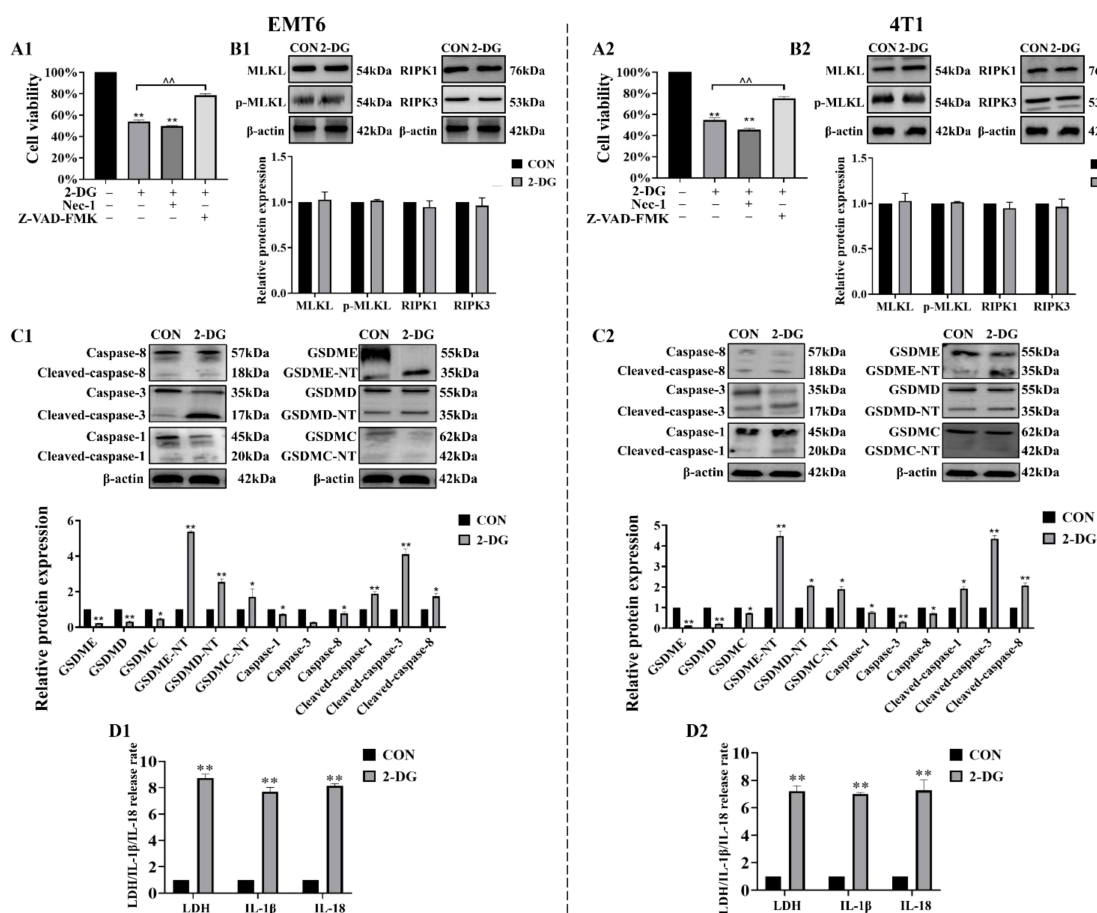 EMT6
A1
Cell viability
100%
80%
60%
40%
20%
0%
** ** ^^
2-DG − + + +
Nec-1 − − + −
Z-VAD-FMK − − − +
B1
CON 2-DG CON 2-DG
MLKL 54kDa RIPK1 76kDa
p-MLKL 54kDa RIPK3 53kDa
β-actin 42kDa β-actin 42kDa
CON
2-DG
Relative protein expression
1.5
1.0
0.5
0.0
MLKL p-MLKL RIPK1 RIPK3
C1
CON 2-DG CON 2-DG
Caspase-8 57kDa GSDME 55kDa
Cleaved-caspase-8 18kDa GSDME-NT 35kDa
Caspase-3 35kDa GSDMD 55kDa
Cleaved-caspase-3 17kDa GSDMD-NT 35kDa
Caspase-1 45kDa GSDMC 62kDa
Cleaved-caspase-1 20kDa GSDMC-NT 42kDa
β-actin 42kDa β-actin 42kDa
CON
2-DG
Relative protein expression
6
4
2
0
** ** * ** ** * * * ** ** *
GSDME GSDMD GSDMC GSDME-NT GSDMD-NT GSDMC-NT Caspase-1 Caspase-3 Caspase-8 Cleaved-caspase-1 Cleaved-caspase-3 Cleaved-caspase-8
D1
CON
2-DG
LDH/IL-1β/IL-18 release rate
10
8
6
4
2
0
** ** **
LDH IL-1β IL-18
4T1
A2
Cell viability
100%
80%
60%
40%
20%
0%
** ** ^^
2-DG − + + +
Nec-1 − − + −
Z-VAD-FMK − − − +
B2
CON 2-DG CON 2-DG
MLKL 54kDa RIPK1 76k
p-MLKL 54kDa RIPK3 53
β-actin 42kDa β-actin 42
Relative protein expression
1.5
1.0
0.5
0.0
MLKL p-MLKL RIPK1 RIPK3
C2
CON 2-DG CON 2-DG
Caspase-8 57kDa GSDME 55kDa
Cleaved-caspase-8 18kDa GSDME-NT 35kDa
Caspase-3 35kDa GSDMD 55kDa
Cleaved-caspase-3 17kDa GSDMD-NT 35kDa
Caspase-1 45kDa GSDMC 62kDa
Cleaved-caspase-1 20kDa GSDMC-NT 42kDa
β-actin 42kDa β-actin 42kDa
CON
2-DG
Relative protein expression
5
4
3
2
1
0
** ** * ** * * * ** * * ** **
GSDME GSDMD GSDMC GSDME-NT GSDMD-NT GSDMC-NT Caspase-1 Caspase-3 Caspase-8 Cleaved-caspase-1 Cleaved-caspase-3 Cleaved-caspase-8
D2
CON
2-DG
LDH/IL-1β/IL-18 release rate
10
8
6
4
2
0
** ** **
LDH IL-1β IL-18